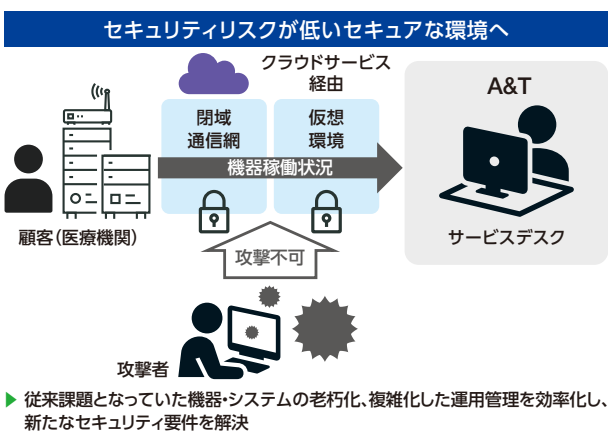 セキュリティリスクが低いセキュアな環境へ
クラウドサービス
経由
閉域
通信網
仮想
環境
A&T
機器稼働状況
顧客(医療機関)
サービスデスク
攻撃不可
攻撃者
▶ 従来課題となっていた機器・システムの老朽化、複雑化した運用管理を効率化し、
新たなセキュリティ要件を解決